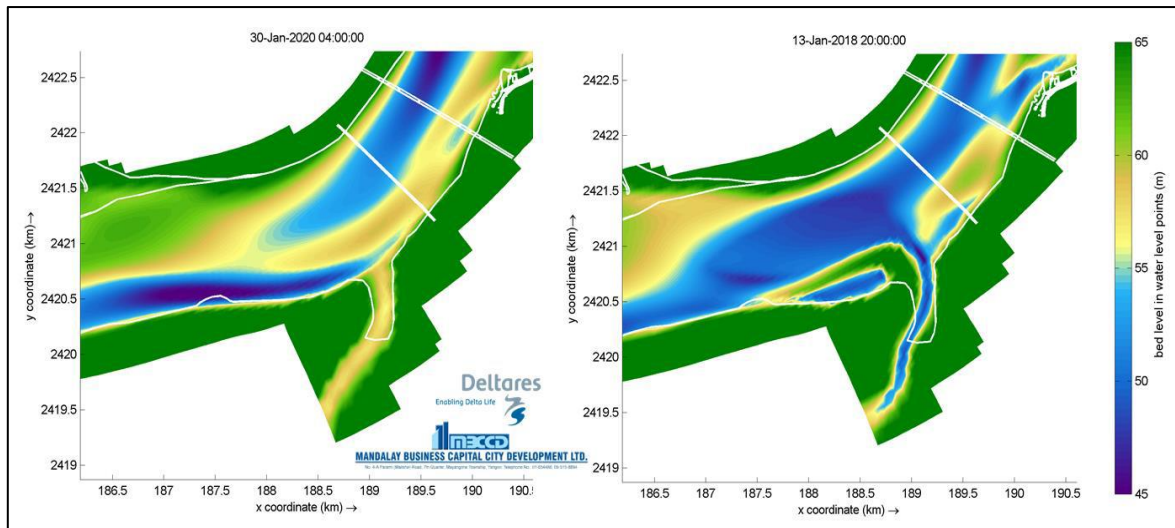 30-Jan-2020 04:00:00
2422.5
2422
2421.5
2421
2420.5
2420
2419.5
2419
y coordinate (km)→
186.5 187 187.5 188 188.5 189 189.5 190 190.5
x coordinate (km) →
Deltares
Enabling Delta Life
MBCCD
MANDALAY BUSINESS CAPITAL CITY DEVELOPMENT LTD.
13-Jan-2018 20:00:00
2422.5
2422
2421.5
2421
2420.5
2420
2419.5
2419
y coordinate (km)→
186.5 187 187.5 188 188.5 189 189.5 190 190.5
x coordinate (km) →
65
60
55
50
45
bed level in water level points (m)